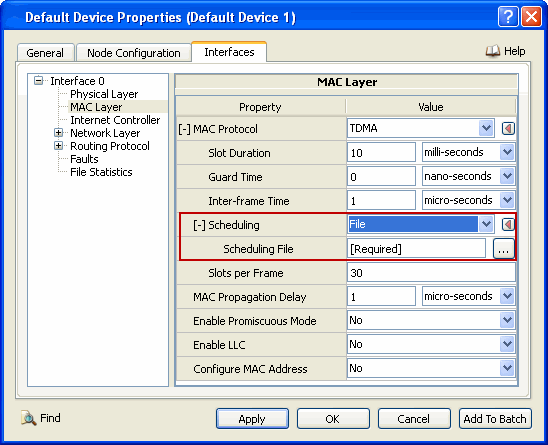 Default Device Properties (Default Device 1)
General Node Configuration Interfaces Help
Interface 0
Physical Layer
MAC Layer
Internet Controller
Network Layer
Routing Protocol
Faults
File Statistics
MAC Layer
Property Value
[-] MAC Protocol TDMA
Slot Duration 10 milli-seconds
Guard Time 0 nano-seconds
Inter-frame Time 1 micro-seconds
[-] Scheduling File
Scheduling File [Required] ...
Slots per Frame 30
MAC Propagation Delay 1 micro-seconds
Enable Promiscuous Mode No
Enable LLC No
Configure MAC Address No
Find Apply OK Cancel Add To Batch